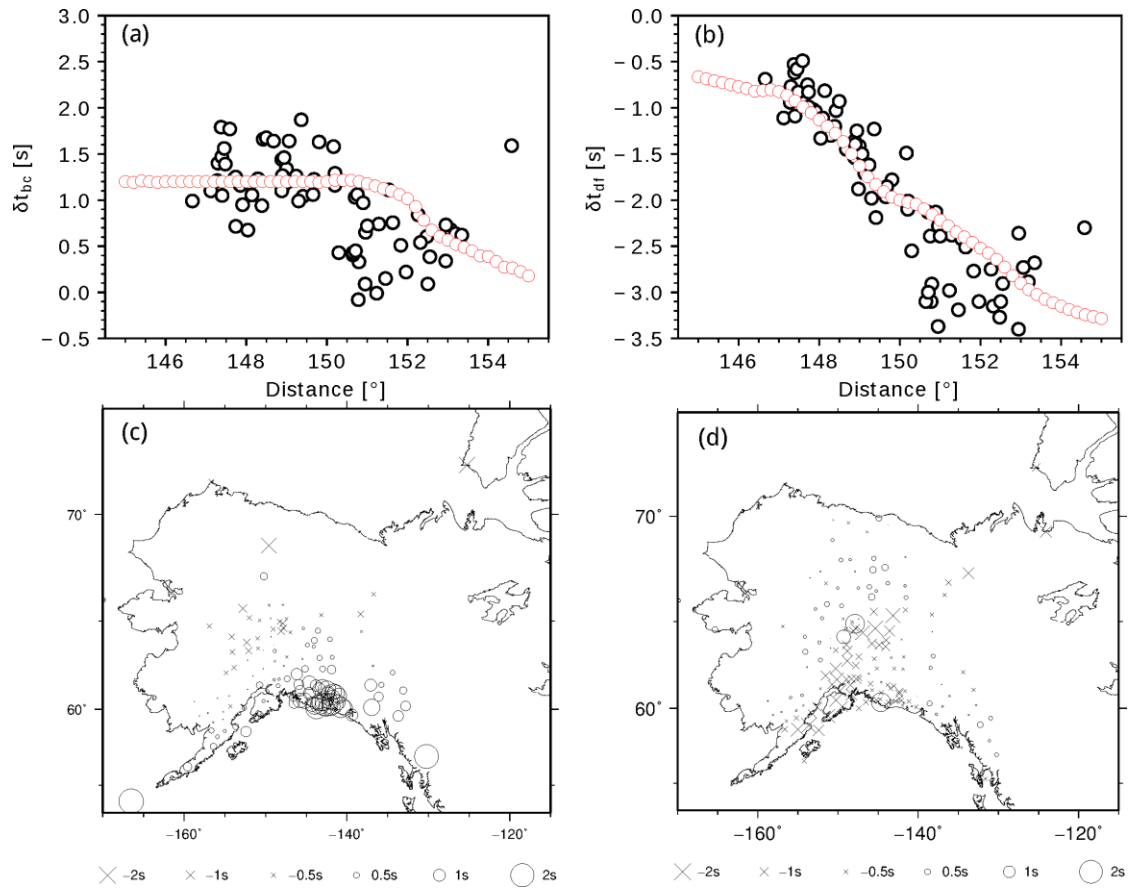 (a)
3.0
2.5
2.0
1.5
1.0
0.5
0.0
−0.5
δt_bc [s]
146 148 150 152 154
Distance [°]
(b)
0.0
−0.5
−1.0
−1.5
−2.0
−2.5
−3.0
−3.5
δt_df [s]
146 148 150 152 154
Distance [°]
(c)
70°
60°
−160° −140° −120°
−2s −1s −0.5s 0.5s 1s 2s
(d)
70°
60°
−160° −140° −120°
−2s −1s −0.5s 0.5s 1s 2s